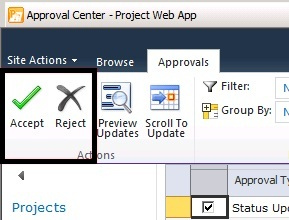 Approval Center - Project Web App
Site Actions Browse Approvals
Accept
Reject
Preview Updates
Scroll To Update
Filter:
Group By:
Actions
Projects
Approval Ty
Status Upd